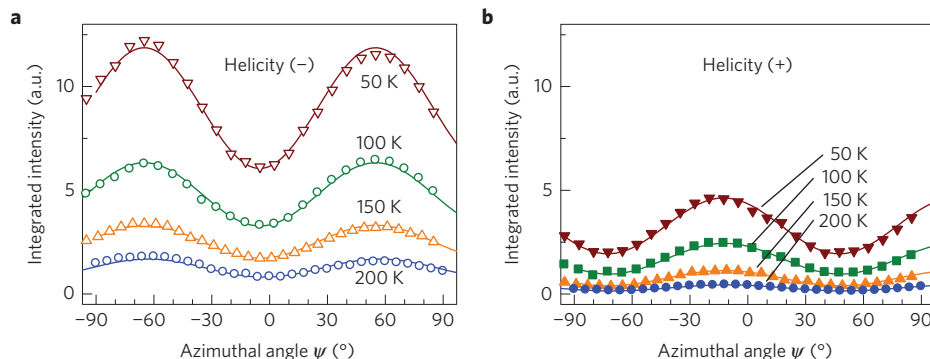 a
Integrated intensity (a.u.)
10
5
0
Helicity (−)
50 K
100 K
150 K
200 K
−90 −60 −30 0 30 60 90
Azimuthal angle ψ (°)
b
Integrated intensity (a.u.)
10
5
0
Helicity (+)
50 K
100 K
150 K
200 K
−90 −60 −30 0 30 60 90
Azimuthal angle ψ (°)